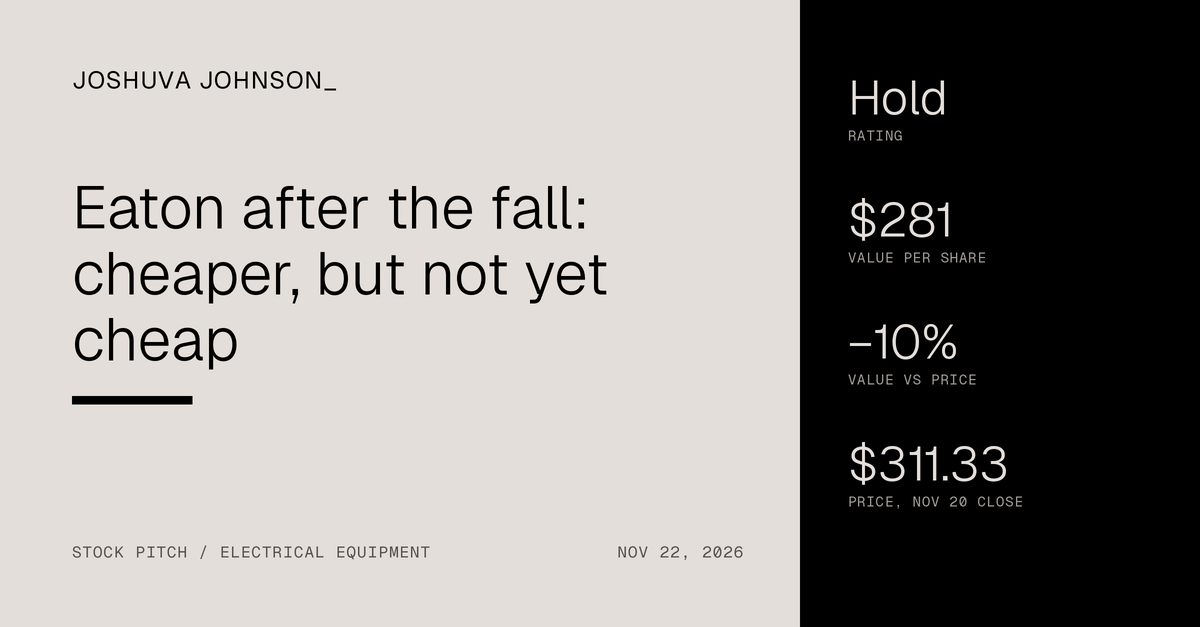 JOSHUVA JOHNSON_
Eaton after the fall:
cheaper, but not yet
cheap
STOCK PITCH / ELECTRICAL EQUIPMENT
NOV 22, 2026
Hold
RATING
$281
VALUE PER SHARE
–10%
VALUE VS PRICE
$311.33
PRICE, NOV 20 CLOSE